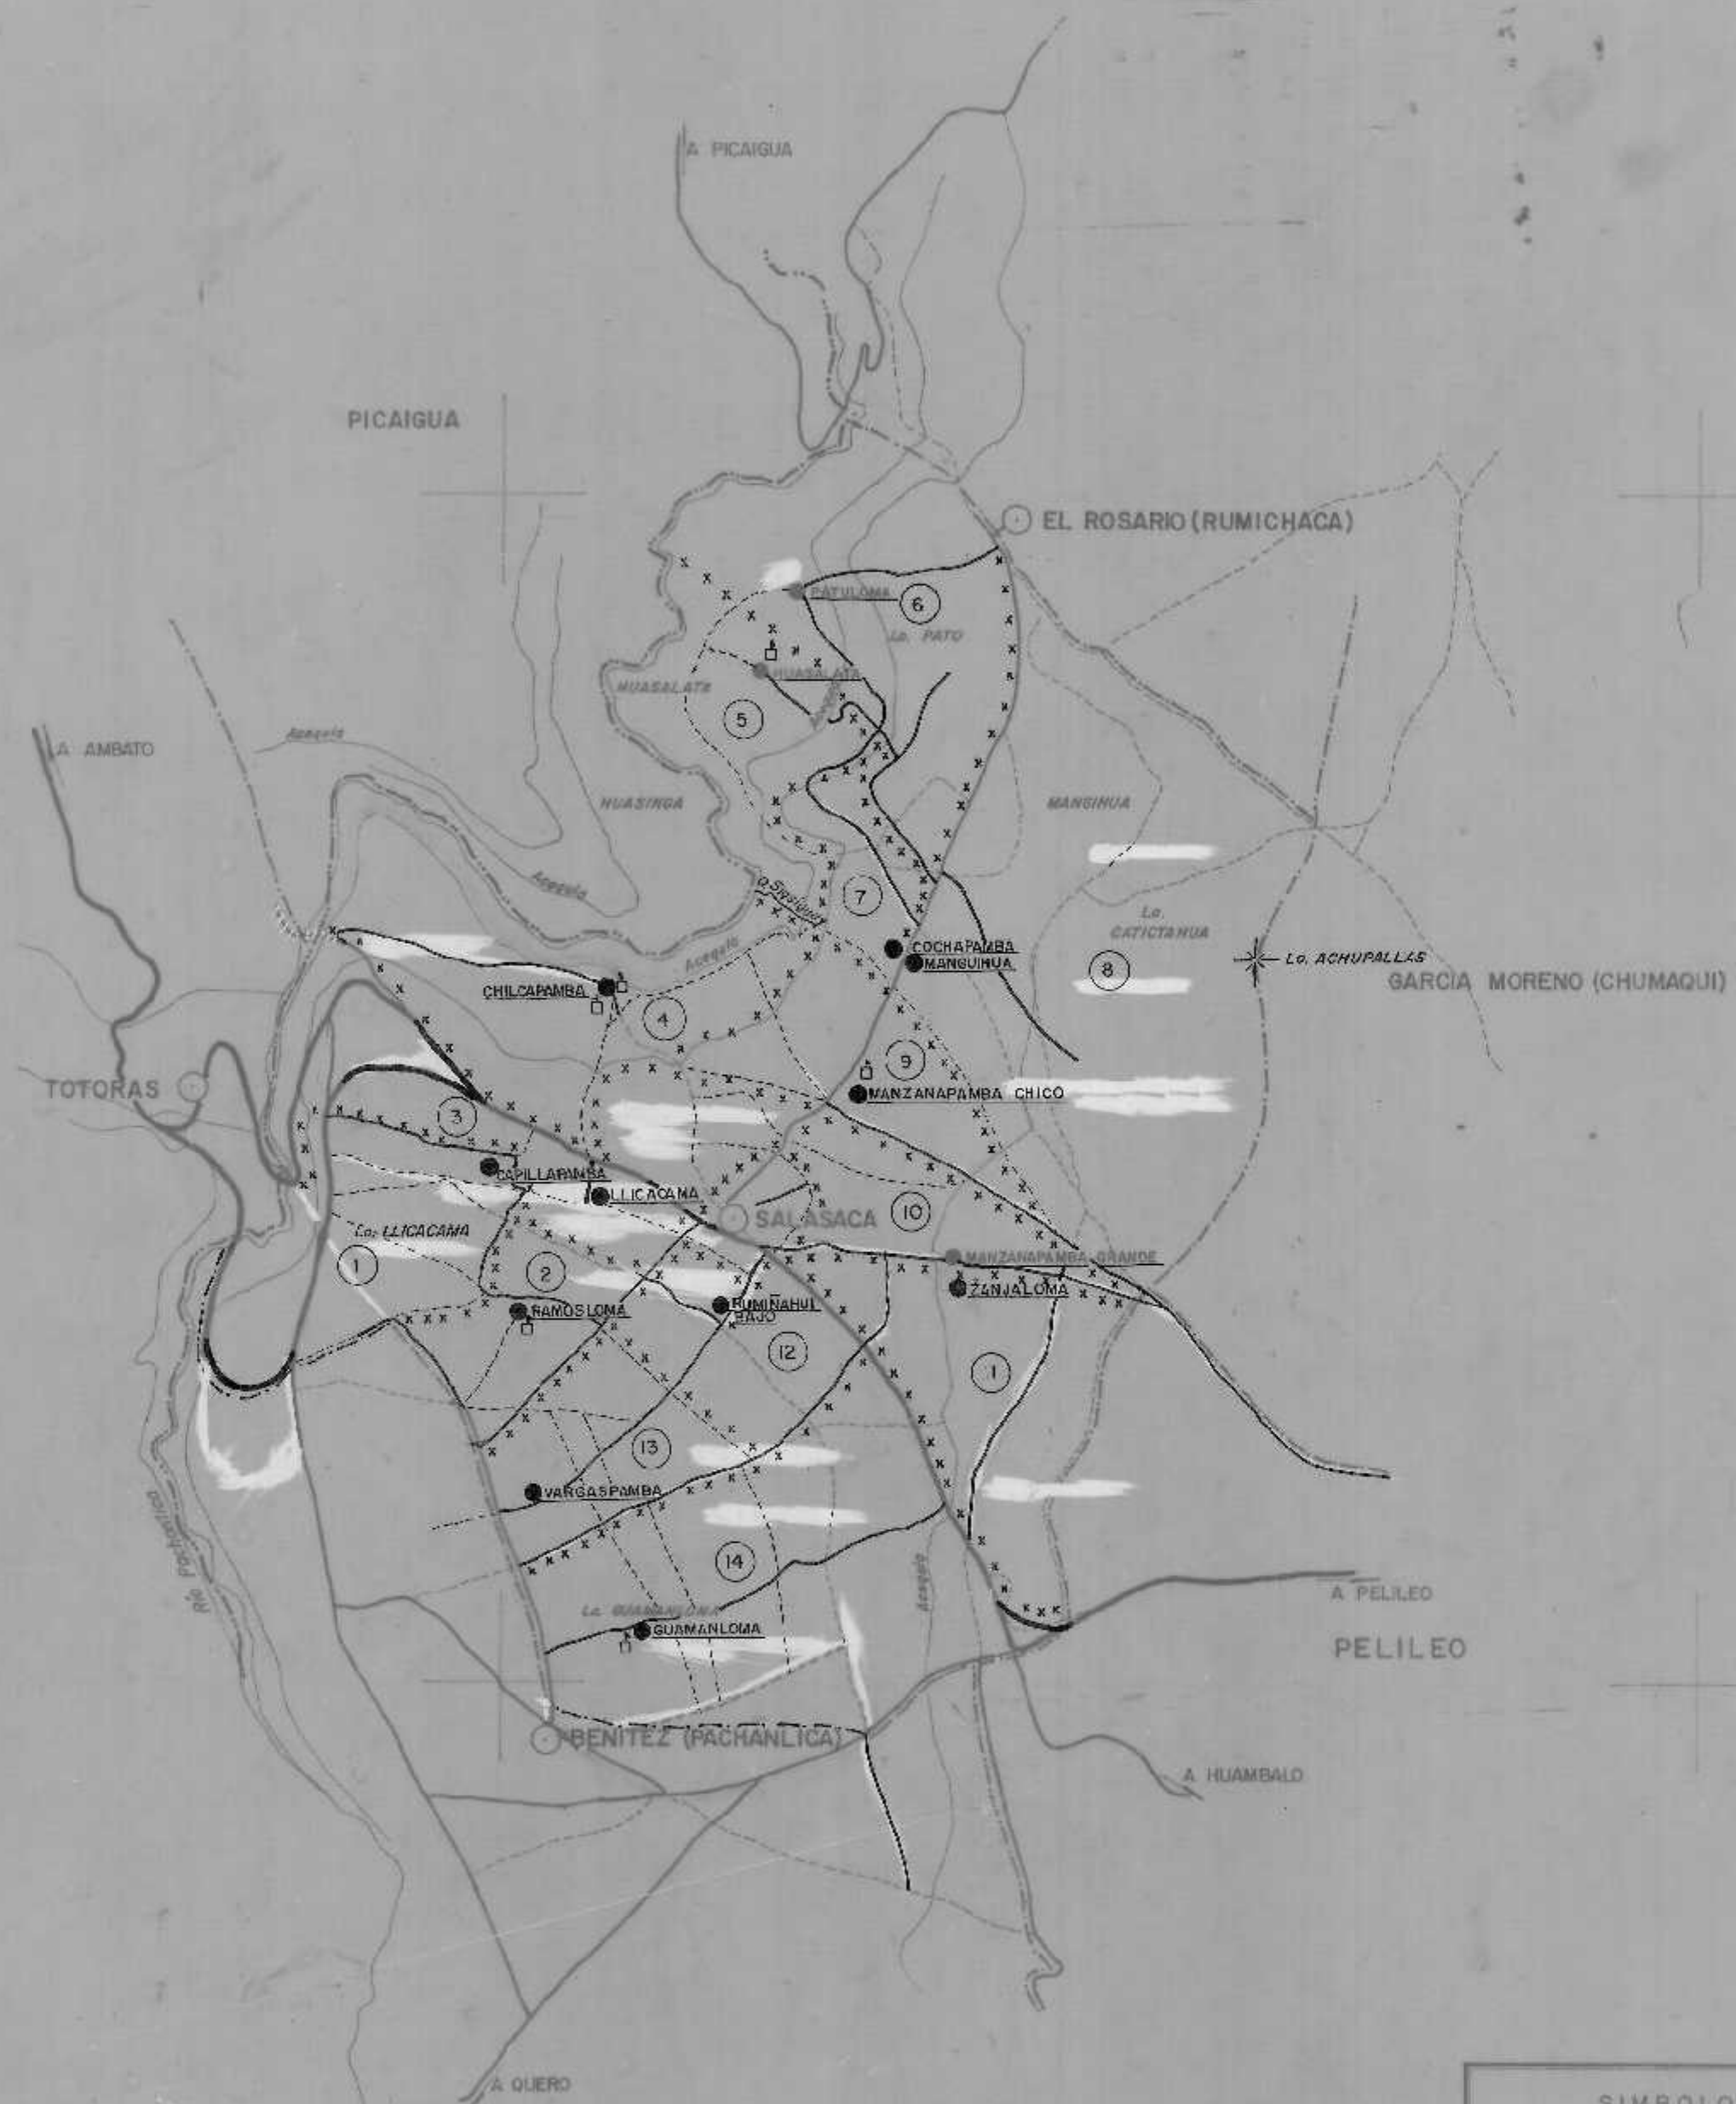 A PICAIGUA
PICAIGUA
EL ROSARIO (RUMICHACA)
PATULOMA
6
Lo. PATO
HUASALATA
HUASALATA
5
A AMBATO
Acequia
HUASINGA
MANGIHUA
Acequia
7
Lo.
CATICTAHUA
COCHAPAMBA
MANGUIHUA
Acequia
8
Lo. ACHUPALLAS
GARCIA MORENO (CHUMAQUI)
CHILCAPAMBA
4
9
TOTORAS
MANZANAPAMBA CHICO
3
CAPILLAPAMBA
LLICACAMA
SALASACA
10
Lo. LLICACAMA
1
2
MANZANAPAMBA GRANDE
ZANJALOMA
RAMOSLOMA
RUMIÑAHUI
BAJO
12
1
13
VARGASPAMBA
Río Pachanlica
14
Acequia
A PELILEO
Lo. GUAMANLOMA
GUAMANLOMA
PELILEO
BENITEZ (PACHANLICA)
A HUAMBALO
A QUERO